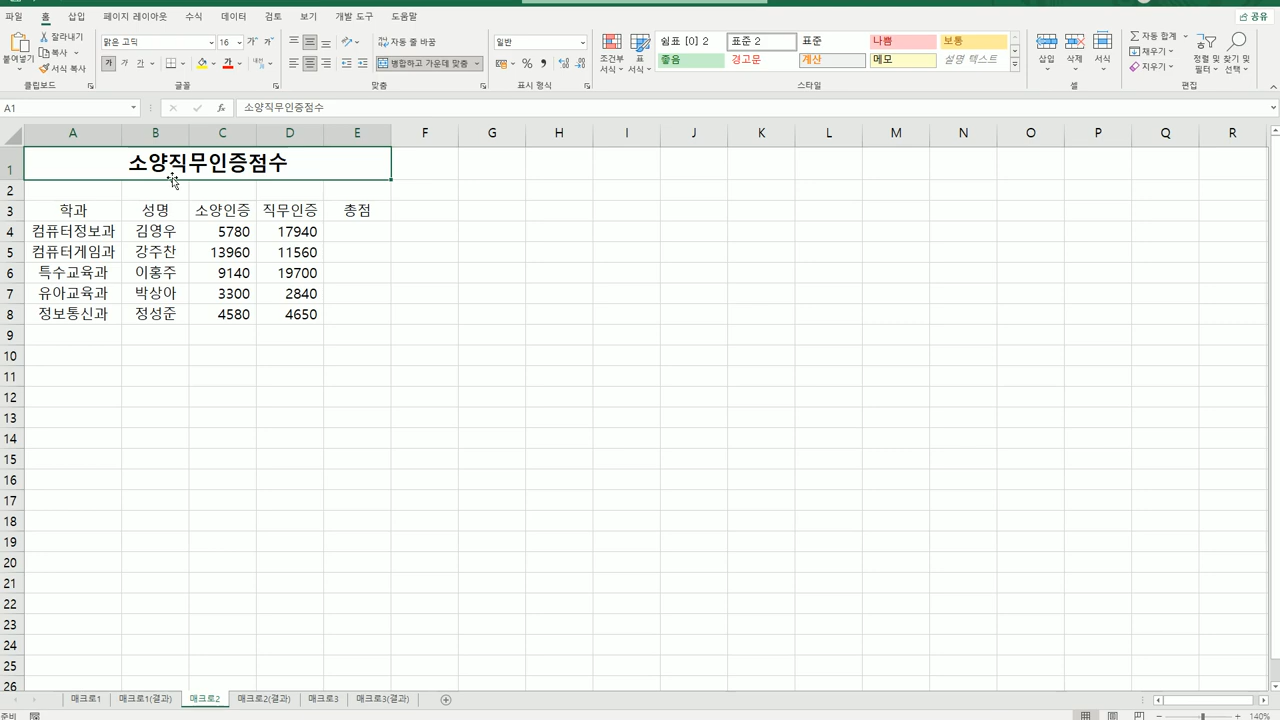 파일 홈 삽입 페이지 레이아웃 수식 데이터 검토 보기 개발 도구 도움말 공유
붙여넣기 잘라내기 복사 서식 복사
맑은 고딕 16 가 가 가 가 가
자동 줄 바꿈 병합하고 가운데 맞춤
일반 %
조건부 서식 표 서식
쉼표 [0] 2 표준 2 표준 나쁨 보통
좋음 경고문 계산 메모 설명 텍스트
삽입 삭제 서식
자동 합계 채우기 지우기 정렬 및 필터 찾기 및 선택
클립보드 글꼴 맞춤 표시 형식 스타일 셀 편집
A1 fx 소양직무인증점수
A B C D E F G H I J K L M N O P Q R
1 소양직무인증점수
2
3 학과 성명 소양인증 직무인증 총점
4 컴퓨터정보과 김영우 5780 17940
5 컴퓨터게임과 강주찬 13960 11560
6 특수교육과 이홍주 9140 19700
7 유아교육과 박상아 3300 2840
8 정보통신과 정성준 4580 4650
9
10
11
12
13
14
15
16
17
18
19
20
21
22
23
24
25
26
매크로1 매크로1(결과) 매크로2 매크로2(결과) 매크로3 매크로3(결과)
준비 140%